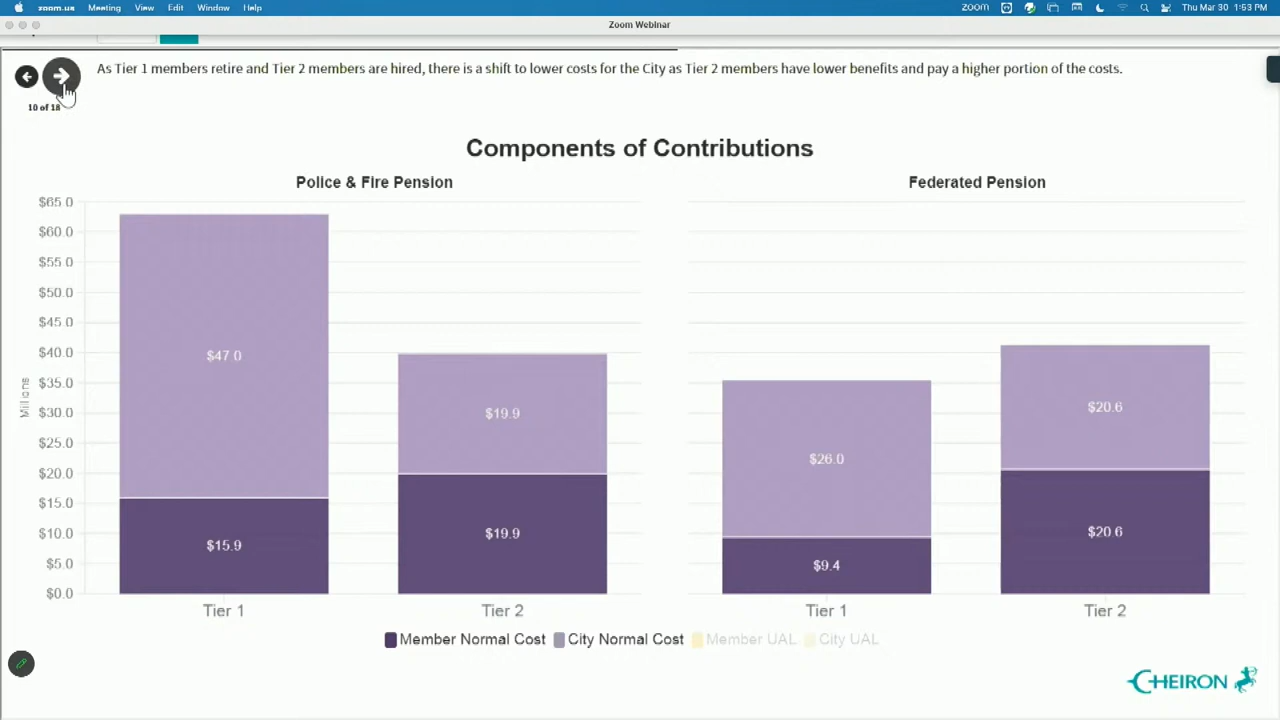 zoom.us Meeting View Edit Window Help ZOOM Thu Mar 30 1:53 PM
Zoom Webinar
As Tier 1 members retire and Tier 2 members are hired, there is a shift to lower costs for the City as Tier 2 members have lower benefits and pay a higher portion of the costs.
10 of 18
Components of Contributions
Police & Fire Pension
Federated Pension
$65.0
$60.0
$55.0
$50.0
$45.0
$40.0
$35.0
$30.0
$25.0
$20.0
$15.0
$10.0
$5.0
$0.0
Millions
$47.0
$15.9
$19.9
$19.9
$26.0
$9.4
$20.6
$20.6
Tier 1
Tier 2
Tier 1
Tier 2
Member Normal Cost City Normal Cost Member UAL City UAL
CHEIRON